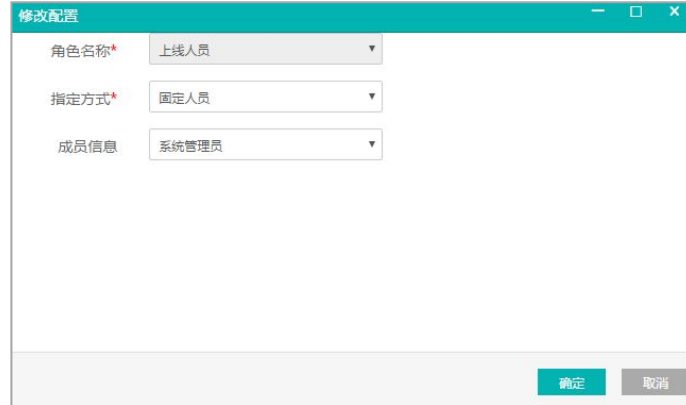 修改配置
角色名称* 上线人员
指定方式* 固定人员
成员信息 系统管理员
确定 取消